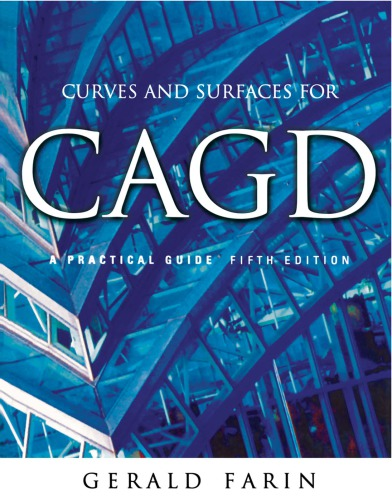 CURVES AND SURFACES FOR
CAGD
A PRACTICAL GUIDE FIFTH EDITION
GERALD FARIN